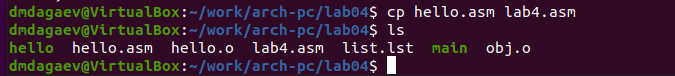 dmdagaev@VirtualBox:~/work/arch-pc/lab04$ cp hello.asm lab4.asm
dmdagaev@VirtualBox:~/work/arch-pc/lab04$ ls
hello  hello.asm  hello.o  lab4.asm  list.lst  main  obj.o
dmdagaev@VirtualBox:~/work/arch-pc/lab04$